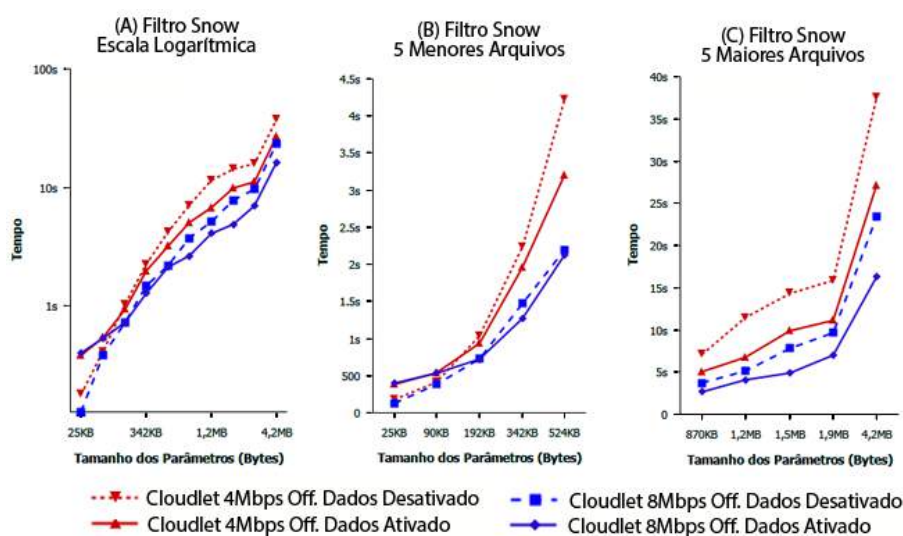 (A) Filtro Snow
Escala Logarítmica
100s
10s
1s
Tempo
25KB
342KB
1,2MB
4,2MB
Tamanho dos Parâmetros (Bytes)
(B) Filtro Snow
5 Menores Arquivos
4.5s
4s
3.5s
3s
2.5s
2s
1.5s
1s
500
0
Tempo
25KB
90KB
192KB
342KB
524KB
Tamanho dos Parâmetros (Bytes)
(C) Filtro Snow
5 Maiores Arquivos
40s
35s
30s
25s
20s
15s
10s
5s
0
Tempo
870KB
1,2MB
1,5MB
1,9MB
4,2MB
Tamanho dos Parâmetros (Bytes)
Cloudlet 4Mbps Off. Dados Desativado
Cloudlet 8Mbps Off. Dados Desativado
Cloudlet 4Mbps Off. Dados Ativado
Cloudlet 8Mbps Off. Dados Ativado